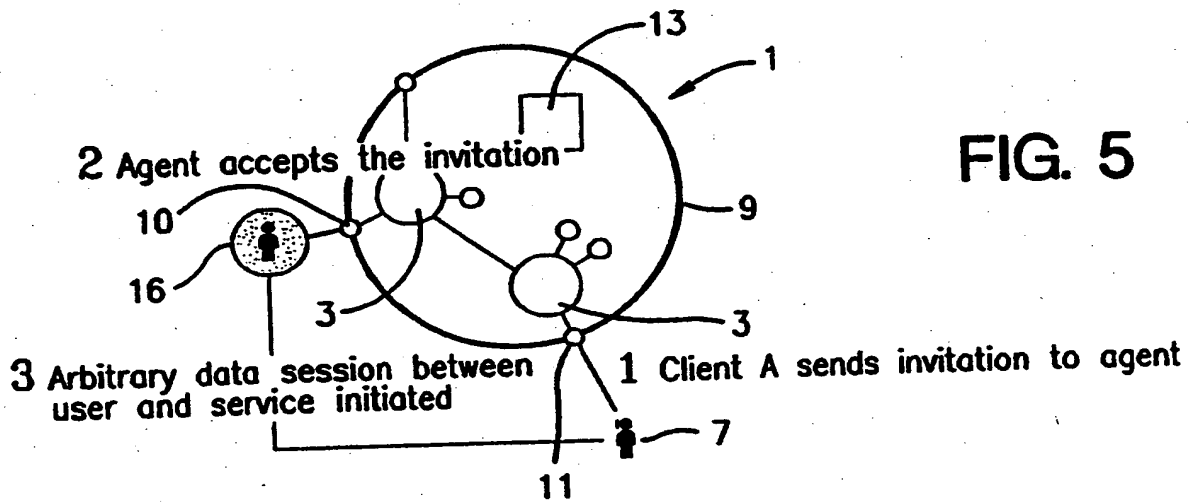 13
1
FIG. 5
2 Agent accepts the invitation
9
10
16
3
3
3 Arbitrary data session between
user and service initiated
1 Client A sends invitation to agent
7
11